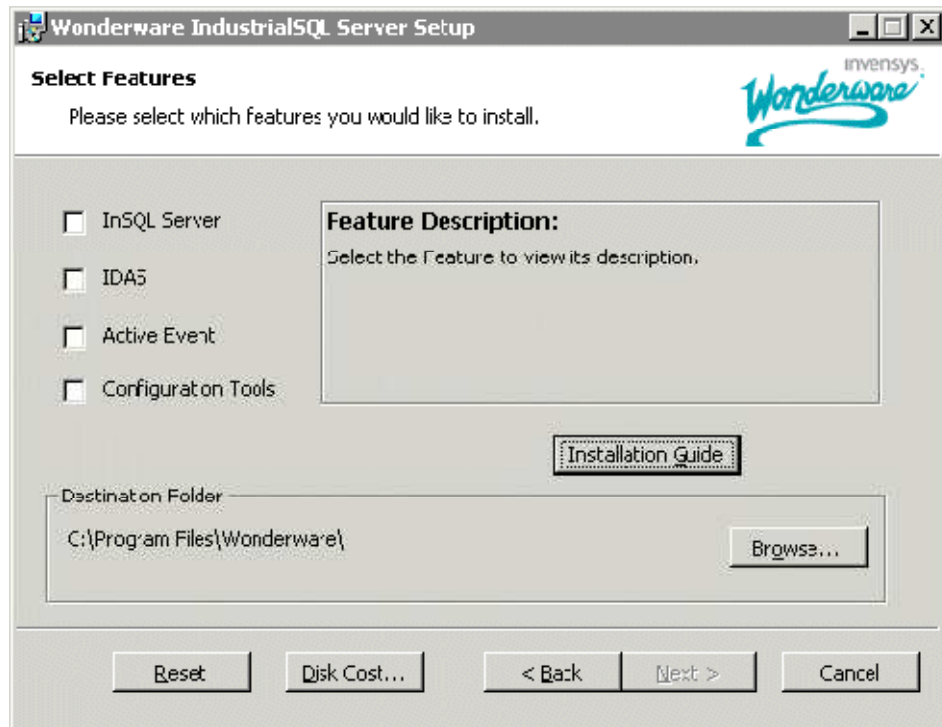 Wonderware IndustrialSQL Server Setup
Select Features
Please select which features you would like to install.
invensys.
Wonderware
InSQL Server
IDAS
Active Event
Configuraton Tools
Feature Description:
Select the Feature to view its description.
Installation Guide
Destinaton Folder
C:\Program Files\Wonderware\
Browse...
Reset
Disk Cost...
< Back
Next >
Cancel